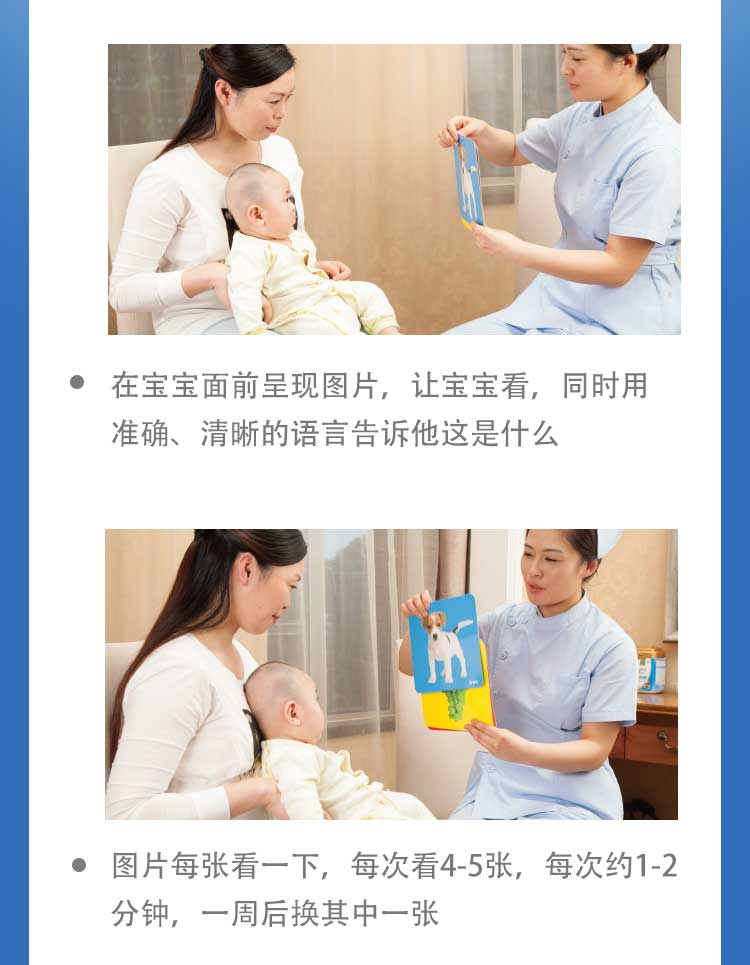 在宝宝面前呈现图片，让宝宝看，同时用
准确、清晰的语言告诉他这是什么
图片每张看一下，每次看4-5张，每次约1-2
分钟，一周后换其中一张